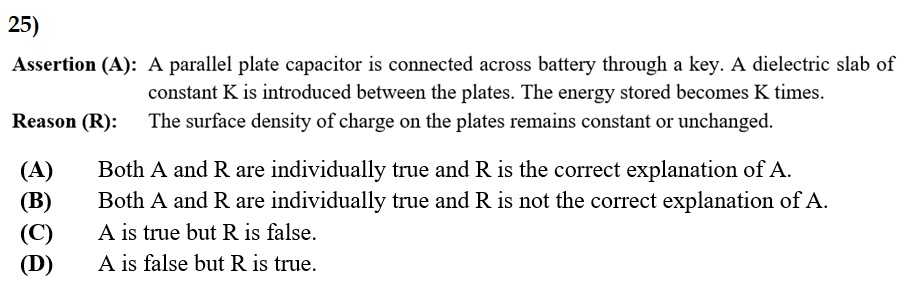 25)
Assertion (A): A parallel plate capacitor is connected across battery through a key. A dielectric slab of
constant K is introduced between the plates. The energy stored becomes K times.
Reason (R): The surface density of charge on the plates remains constant or unchanged.
(A) Both A and R are individually true and R is the correct explanation of A.
(B) Both A and R are individually true and R is not the correct explanation of A.
(C) A is true but R is false.
(D) A is false but R is true.